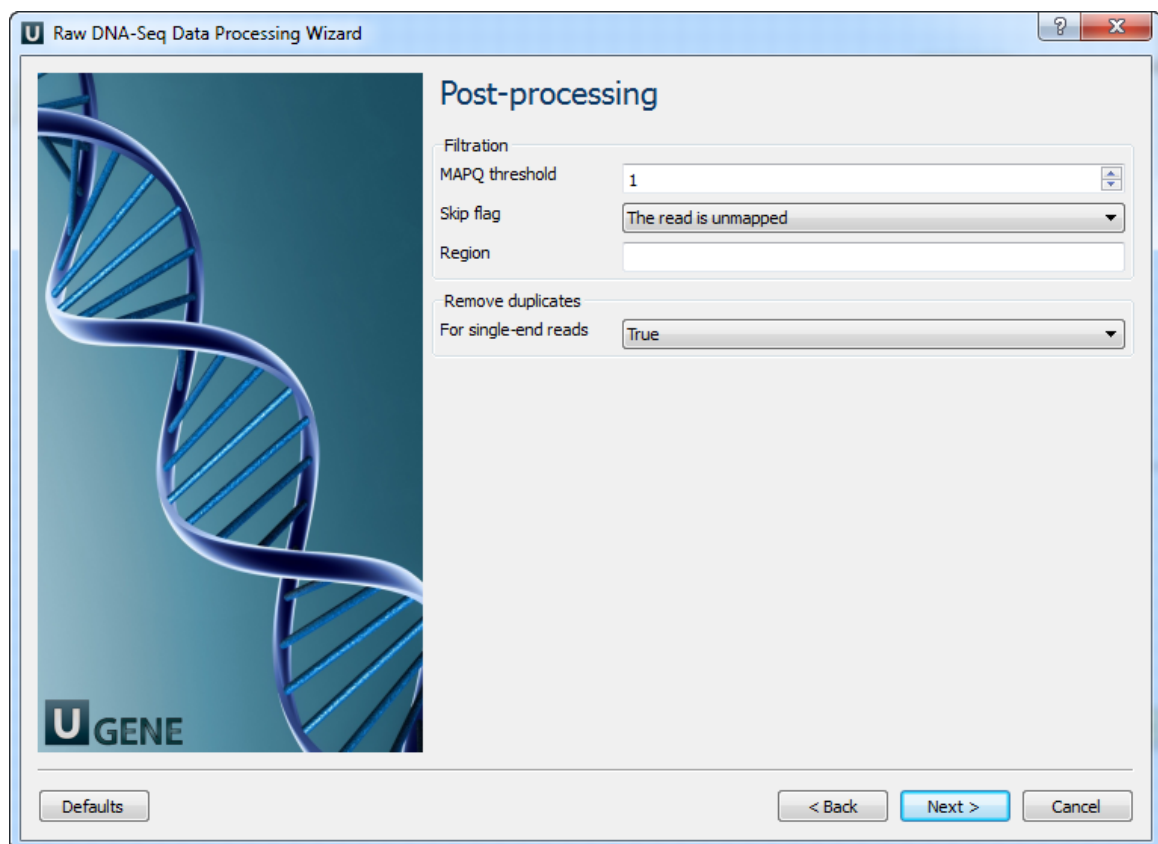 U Raw DNA-Seq Data Processing Wizard ? X
Post-processing
Filtration
MAPQ threshold 1
Skip flag The read is unmapped
Region
Remove duplicates
For single-end reads True
U GENE
Defaults < Back Next > Cancel